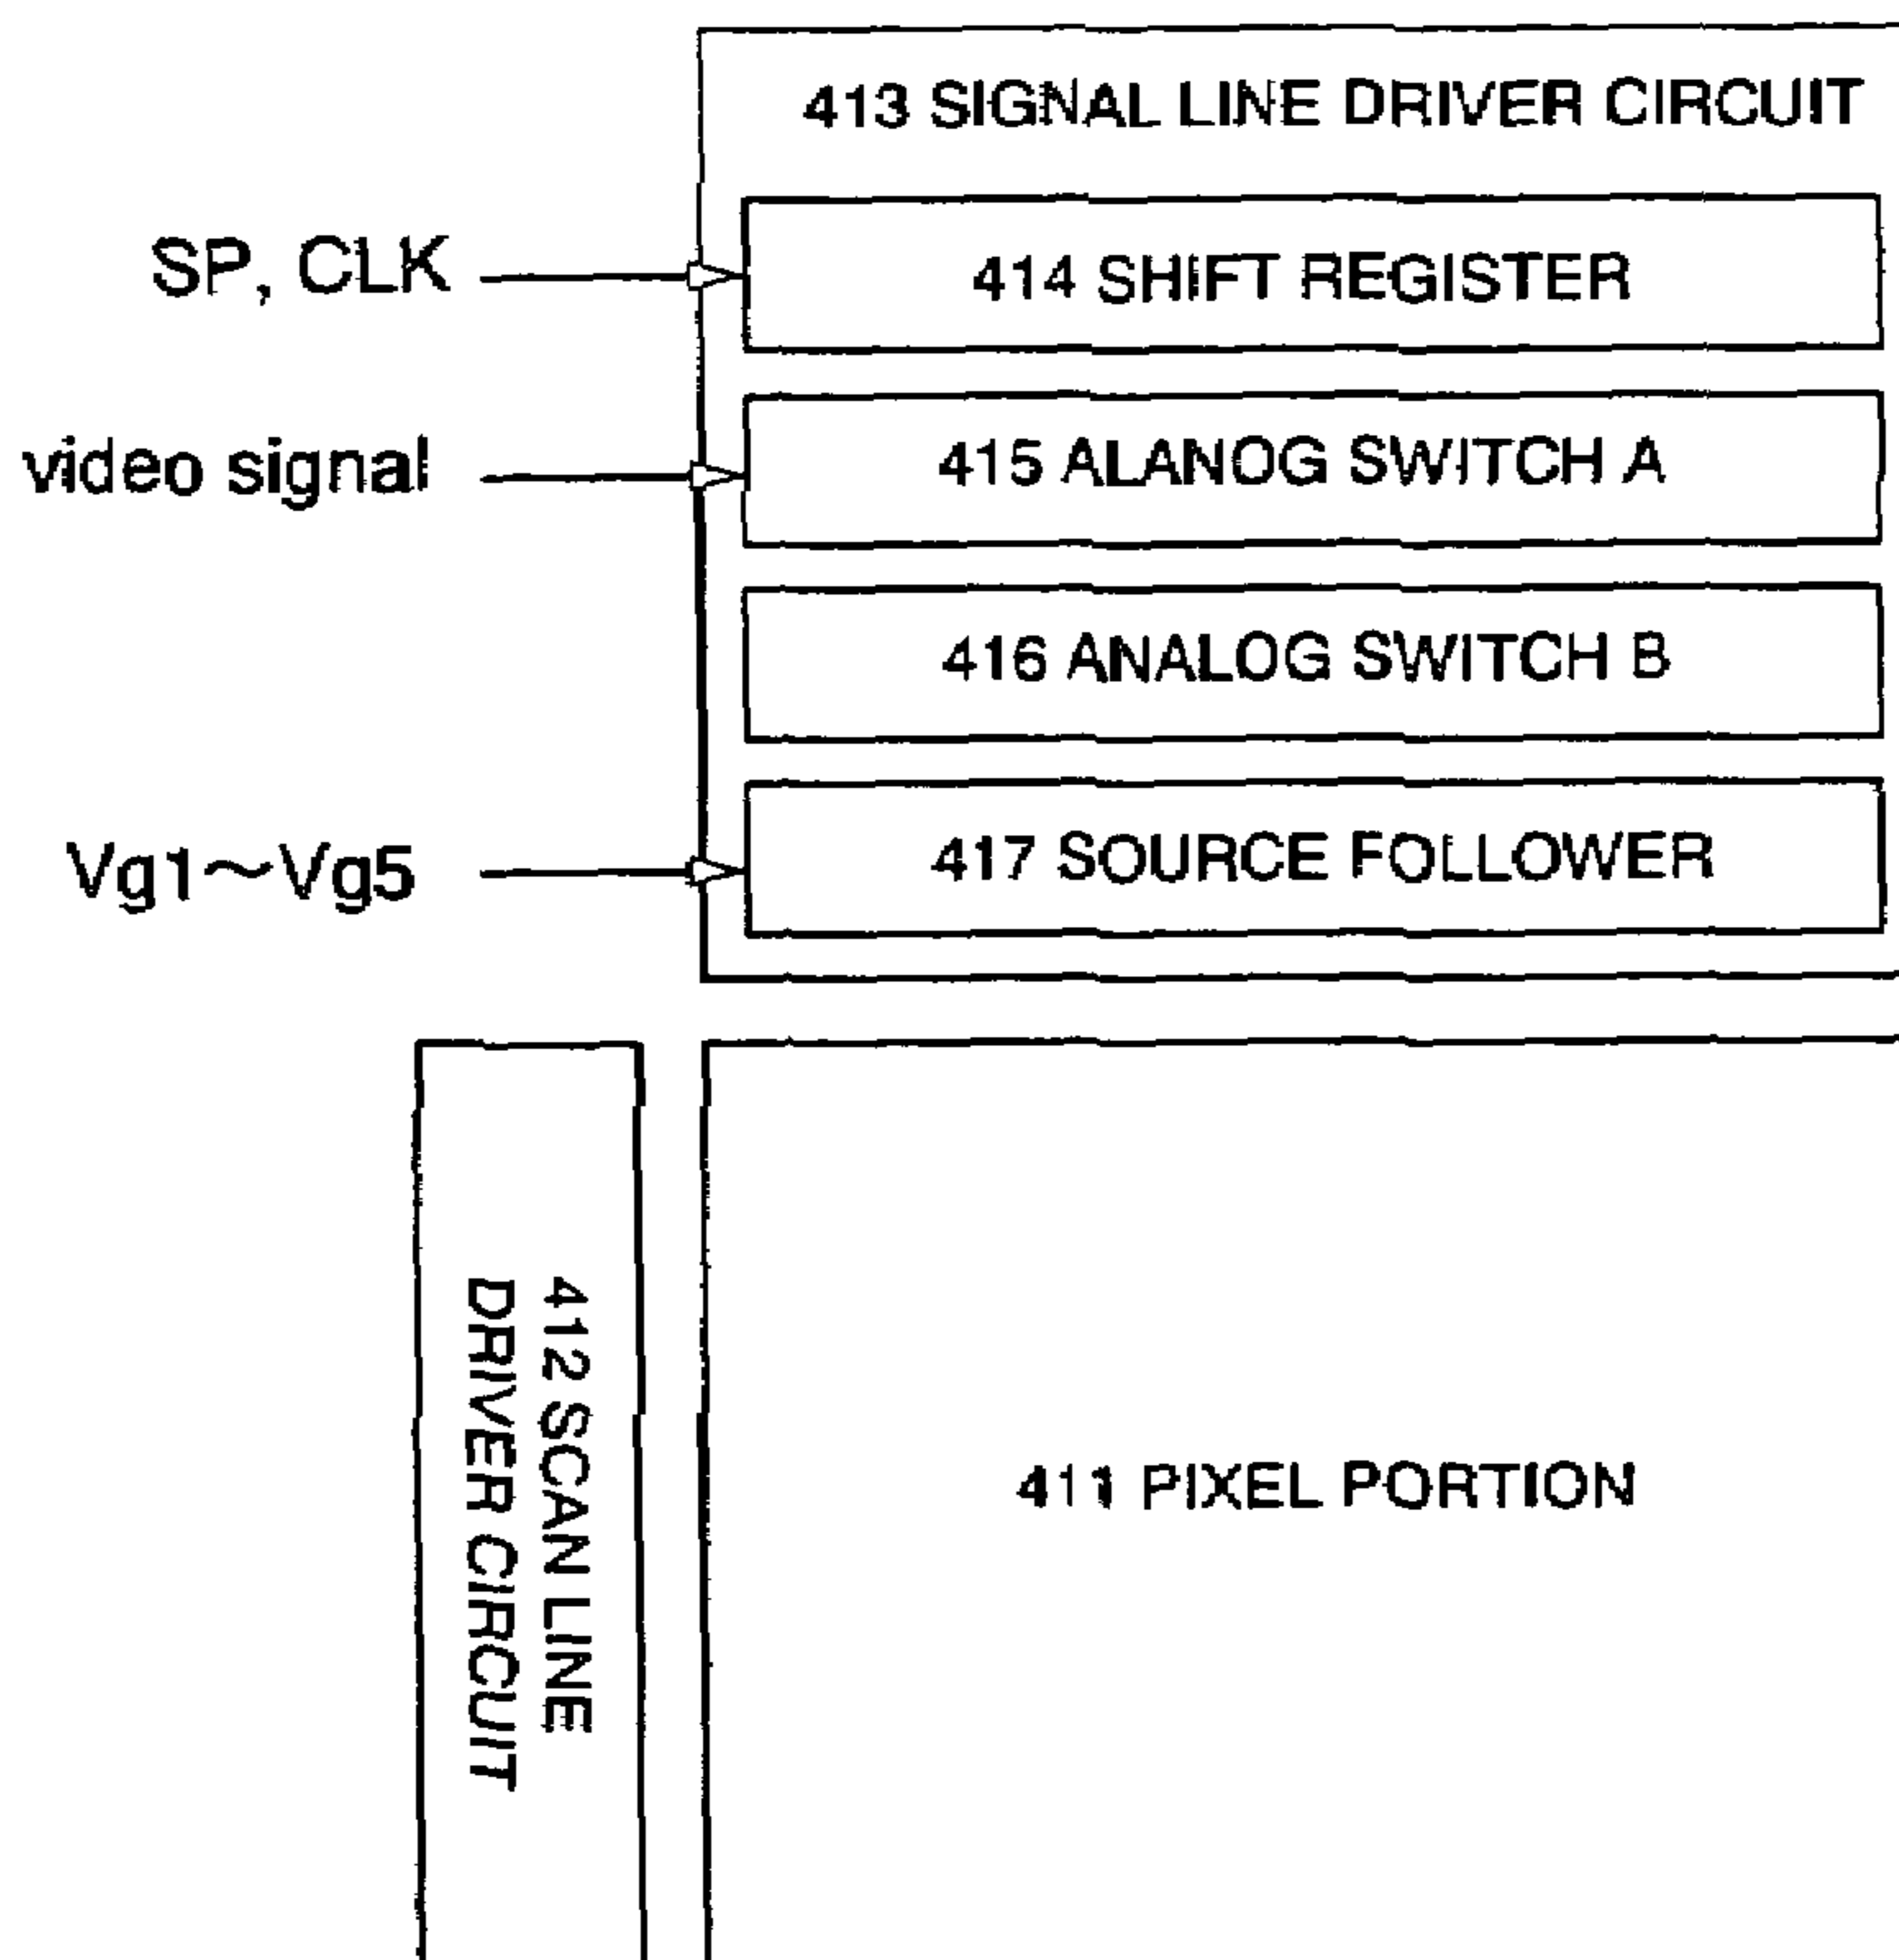 413 SIGNAL LINE DRIVER CIRCUIT
SP, CLK
414 SHIFT REGISTER
video signal
415 ALANOG SWITCH A
416 ANALOG SWITCH B
Vg1~Vg5
417 SOURCE FOLLOWER
412 SCAN LINE
DRIVER CIRCUIT
411 PIXEL PORTION